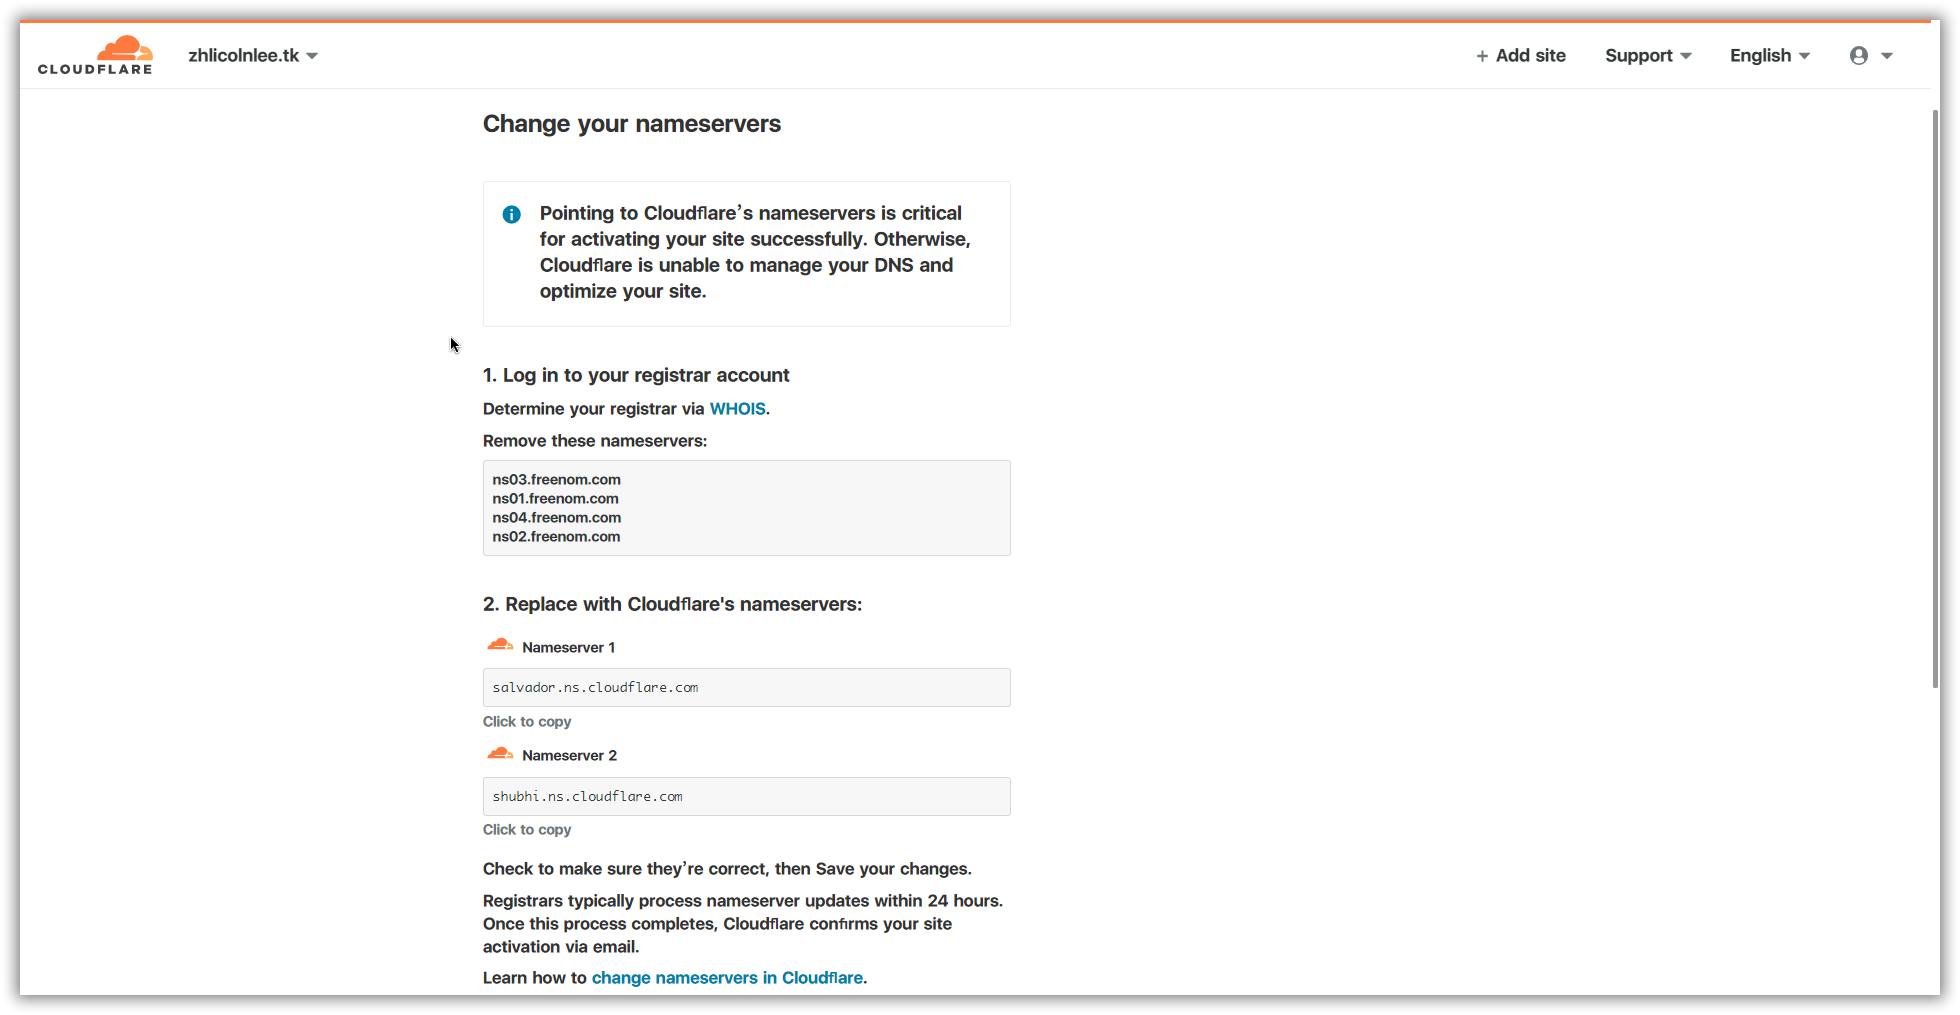 CLOUDFLARE
zhlicolnlee.tk
+ Add site
Support
English
Change your nameservers
Pointing to Cloudflare’s nameservers is critical
for activating your site successfully. Otherwise,
Cloudflare is unable to manage your DNS and
optimize your site.
1. Log in to your registrar account
Determine your registrar via WHOIS.
Remove these nameservers:
ns03.freenom.com
ns01.freenom.com
ns04.freenom.com
ns02.freenom.com
2. Replace with Cloudflare's nameservers:
Nameserver 1
salvador.ns.cloudflare.com
Click to copy
Nameserver 2
shubhi.ns.cloudflare.com
Click to copy
Check to make sure they’re correct, then Save your changes.
Registrars typically process nameserver updates within 24 hours.
Once this process completes, Cloudflare confirms your site
activation via email.
Learn how to change nameservers in Cloudflare.